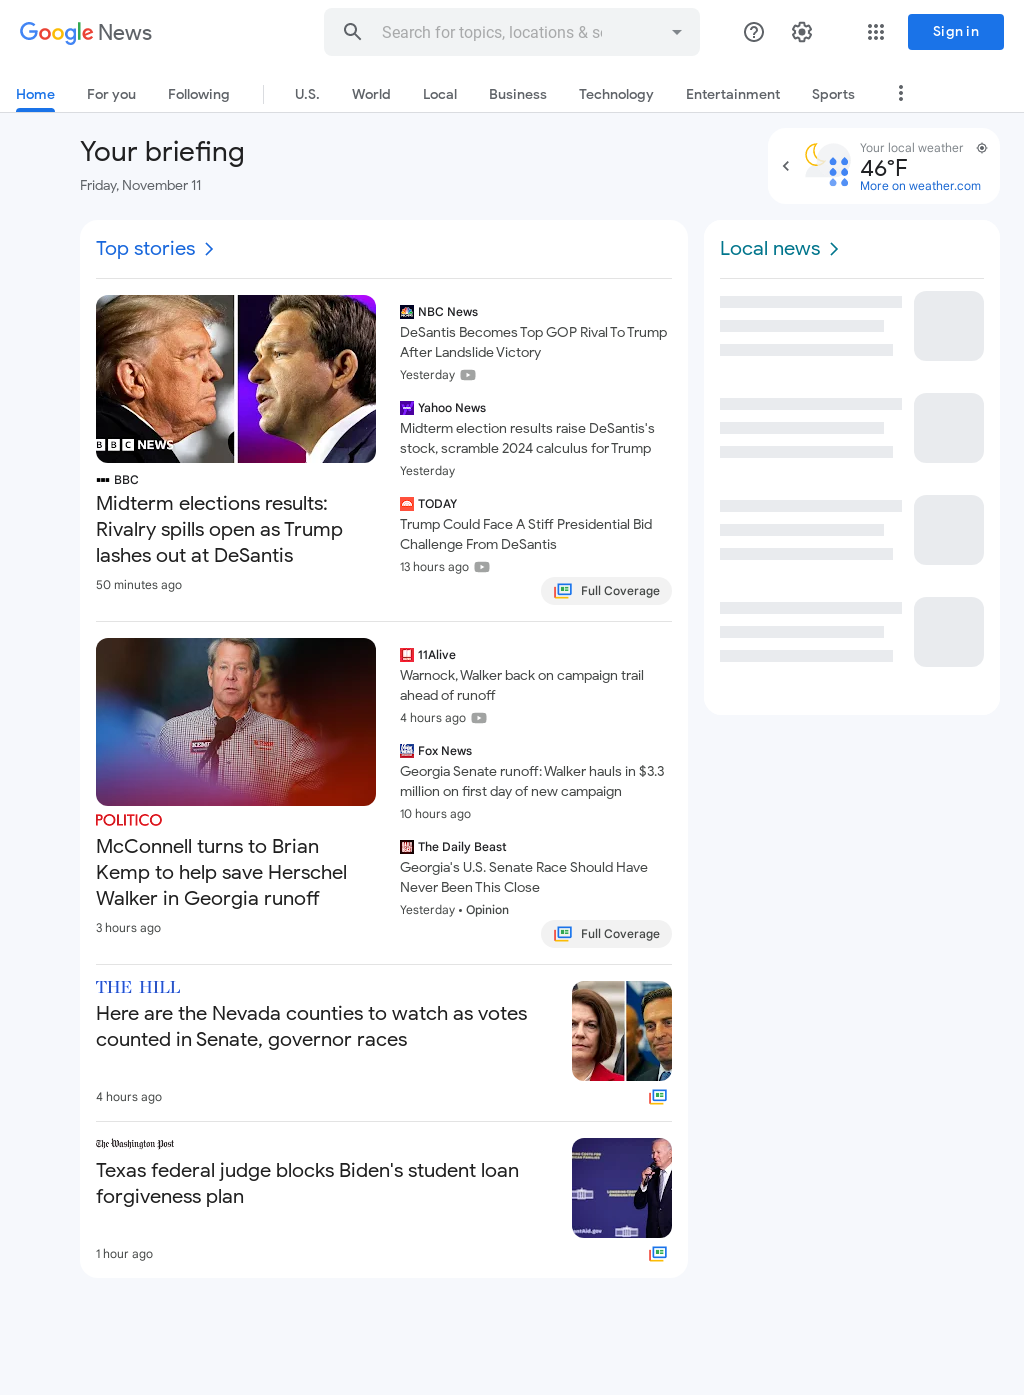 Google News
Search for topics, locations & so
Sign in
Home
For you
Following
U.S.
World
Local
Business
Technology
Entertainment
Sports
Your briefing
Friday, November 11
Your local weather
46°F
More on weather.com
Top stories
BBC NEWS
BBC
Midterm elections results:
Rivalry spills open as Trump
lashes out at DeSantis
50 minutes ago
NBC News
DeSantis Becomes Top GOP Rival To Trump
After Landslide Victory
Yesterday
Yahoo News
Midterm election results raise DeSantis's
stock, scramble 2024 calculus for Trump
Yesterday
TODAY
Trump Could Face A Stiff Presidential Bid
Challenge From DeSantis
13 hours ago
Full Coverage
KEMP
POLITICO
McConnell turns to Brian
Kemp to help save Herschel
Walker in Georgia runoff
3 hours ago
11Alive
Warnock, Walker back on campaign trail
ahead of runoff
4 hours ago
Fox News
Georgia Senate runoff: Walker hauls in $3.3
million on first day of new campaign
10 hours ago
The Daily Beast
Georgia's U.S. Senate Race Should Have
Never Been This Close
Yesterday • Opinion
Full Coverage
THE HILL
Here are the Nevada counties to watch as votes
counted in Senate, governor races
4 hours ago
The Washington Post
Texas federal judge blocks Biden's student loan
forgiveness plan
1 hour ago
Local news